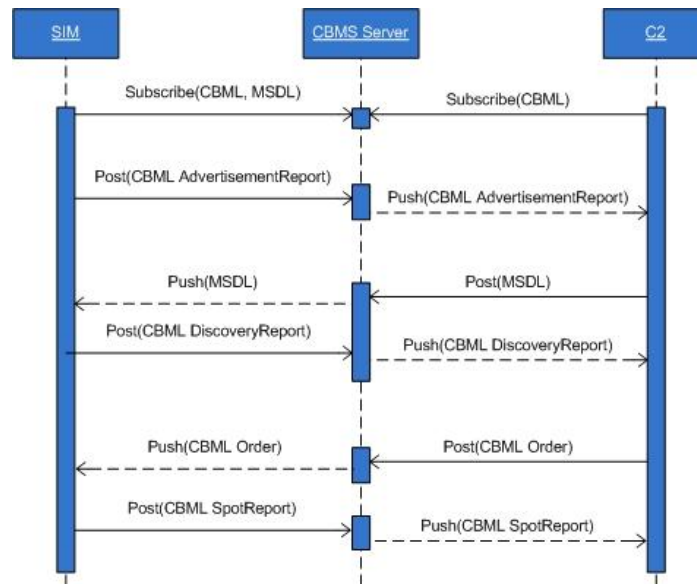 SIM
CBMS Server
C2
Subscribe(CBML, MSDL)
Subscribe(CBML)
Post(CBML AdvertisementReport)
Push(CBML AdvertisementReport)
Push(MSDL)
Post(MSDL)
Post(CBML DiscoveryReport)
Push(CBML DiscoveryReport)
Push(CBML Order)
Post(CBML Order)
Post(CBML SpotReport)
Push(CBML SpotReport)